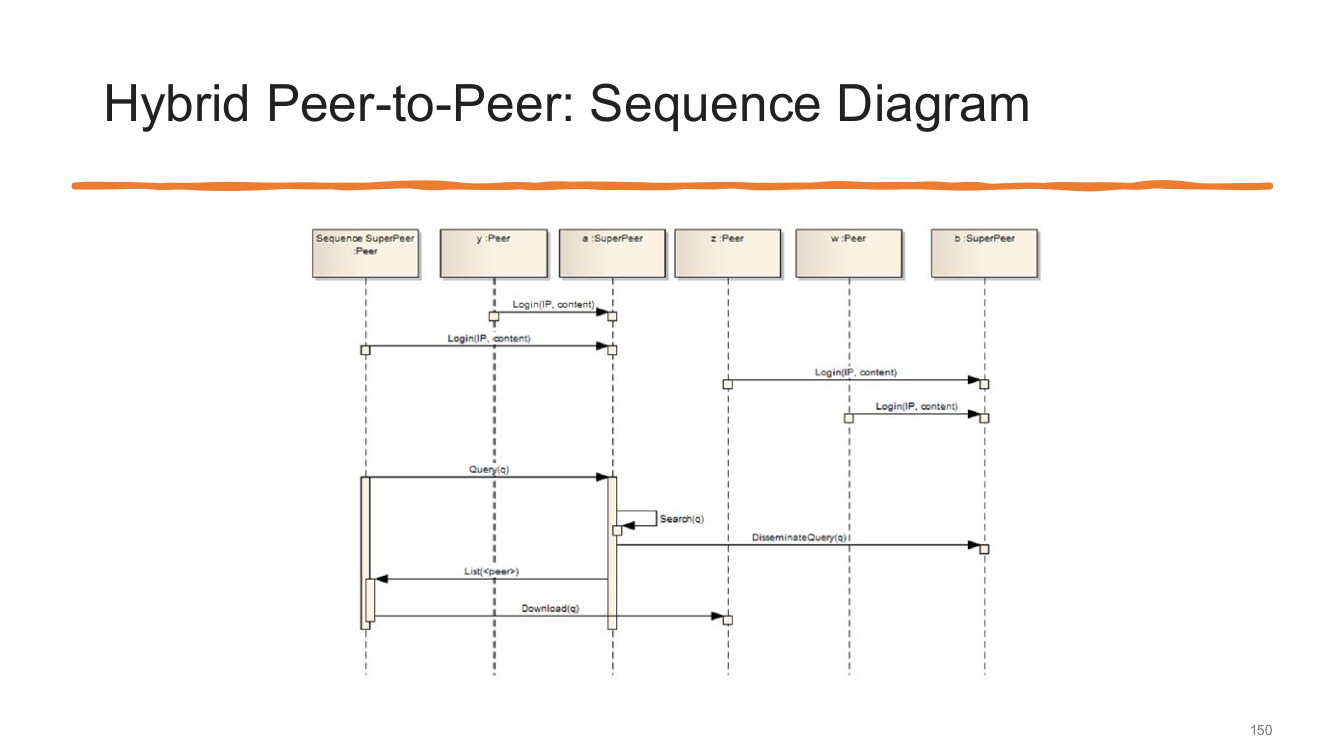 Hybrid Peer-to-Peer: Sequence Diagram
Sequence SuperPeer
:Peer
y :Peer
a :SuperPeer
z :Peer
w :Peer
b :SuperPeer
Login(IP, content)
Login(IP, content)
Login(IP, content)
Login(IP, content)
Query(q)
Search(q)
DisseminateQuery(q)
List(<peer>)
Download(q)
150